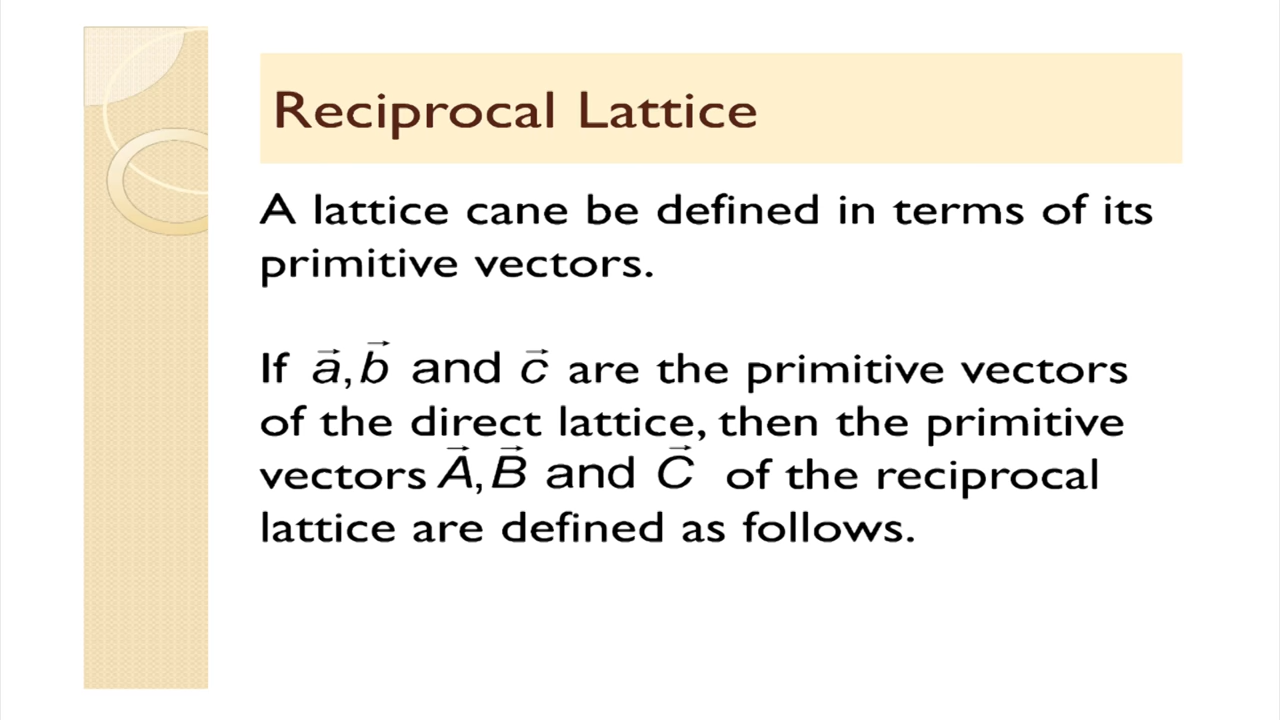 Reciprocal Lattice
A lattice cane be defined in terms of its
primitive vectors.
If a⃗, b⃗ and c⃗ are the primitive vectors
of the direct lattice, then the primitive
vectors A⃗, B⃗ and C⃗ of the reciprocal
lattice are defined as follows.